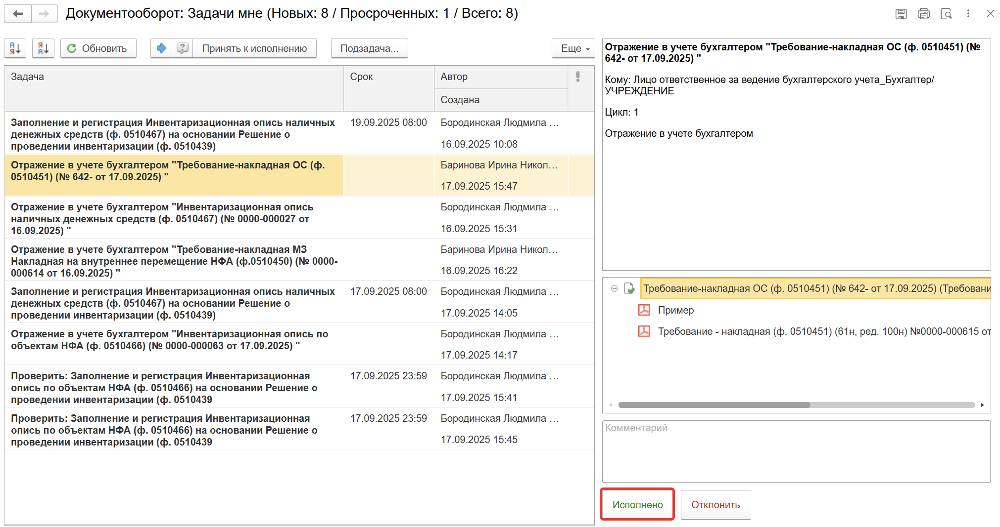 Документооборот: Задачи мне (Новых: 8 / Просроченных: 1 / Всего: 8)
А
Я
Я
А
Обновить
?
Принять к исполнению
Подзадача...
Еще
Задача
Срок
Автор
Создана
Заполнение и регистрация Инвентаризационная опись наличных
денежных средств (ф. 0510467) на основании Решение о
проведении инвентаризации (ф. 0510439)
19.09.2025 08:00
Бородинская Людмила ...
16.09.2025 10:08
Отражение в учете бухгалтером "Требование-накладная ОС (ф.
0510451) (№ 642- от 17.09.2025) "
Баринова Ирина Никол...
17.09.2025 15:47
Отражение в учете бухгалтером "Инвентаризационная опись
наличных денежных средств (ф. 0510467) (№ 0000-000027 от
16.09.2025) "
Бородинская Людмила ...
16.09.2025 15:31
Отражение в учете бухгалтером "Требование-накладная МЗ
Накладная на внутреннее перемещение НФА (ф.0510450) (№ 0000-
000614 от 16.09.2025) "
Баринова Ирина Никол...
16.09.2025 16:22
Заполнение и регистрация Инвентаризационная опись наличных
денежных средств (ф. 0510467) на основании Решение о
проведении инвентаризации (ф. 0510439)
17.09.2025 08:00
Бородинская Людмила ...
17.09.2025 14:05
Отражение в учете бухгалтером "Инвентаризационная опись по
объектам НФА (ф. 0510466) (№ 0000-000063 от 17.09.2025) "
Бородинская Людмила ...
17.09.2025 14:17
Проверить: Заполнение и регистрация Инвентаризационная
опись по объектам НФА (ф. 0510466) на основании Решение о
проведении инвентаризации (ф. 0510439
17.09.2025 23:59
Бородинская Людмила ...
17.09.2025 15:41
Проверить: Заполнение и регистрация Инвентаризационная
опись по объектам НФА (ф. 0510466) на основании Решение о
проведении инвентаризации (ф. 0510439
17.09.2025 23:59
Бородинская Людмила ...
17.09.2025 15:45
Отражение в учете бухгалтером "Требование-накладная ОС (ф. 0510451) (№
642- от 17.09.2025) "
Кому: Лицо ответственное за ведение бухгалтерского учета_Бухгалтер/
УЧРЕЖДЕНИЕ
Цикл: 1
Отражение в учете бухгалтером
Требование-накладная ОС (ф. 0510451) (№ 642- от 17.09.2025) (Требовани
Пример
Требование - накладная (ф. 0510451) (61н, ред. 100н) №0000-000615 от
Комментарий
Исполнено
Отклонить